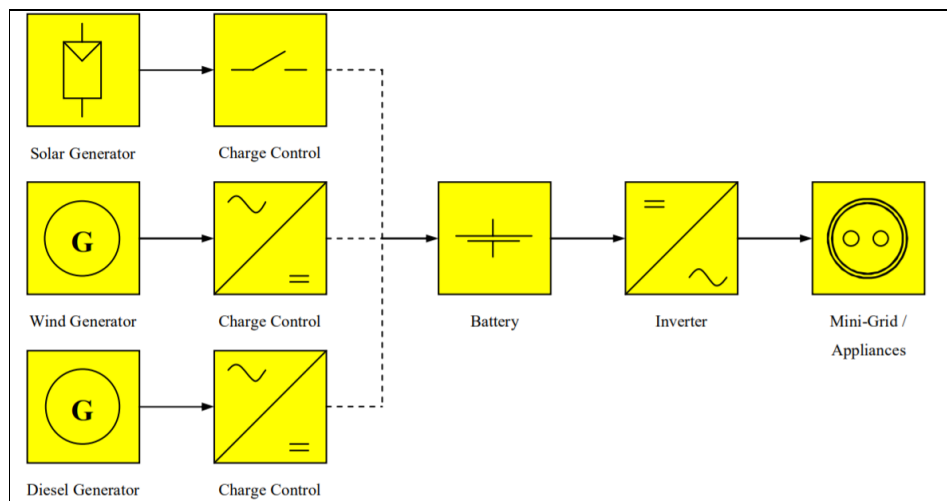 Solar Generator
Charge Control
G
Wind Generator
Charge Control
Battery
Inverter
Mini-Grid /
Appliances
G
Diesel Generator
Charge Control